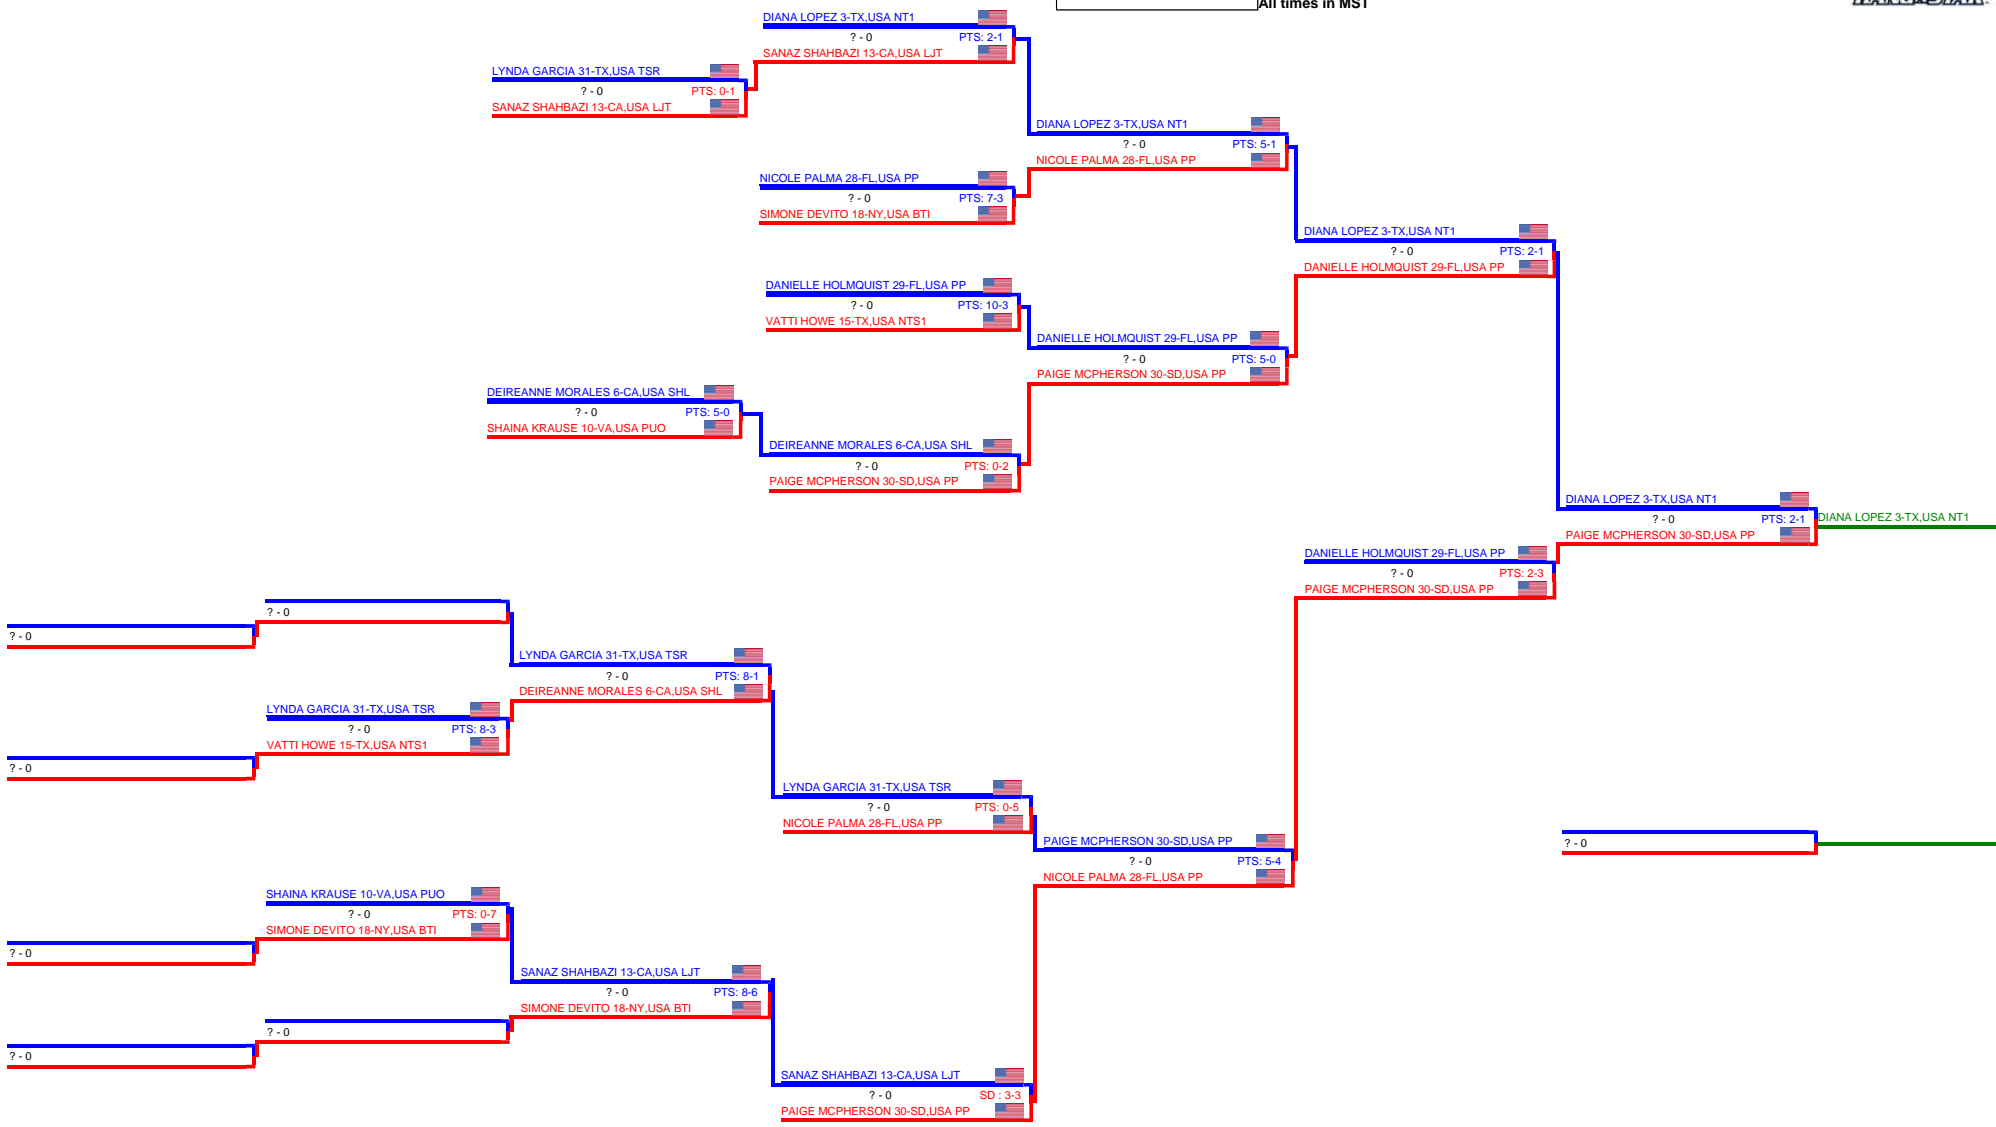 All times in MST
DIANA LOPEZ 3-TX,USA NT1
? - 0 PTS: 2-1
SANAZ SHAHBAZI 13-CA,USA LJT
LYNDA GARCIA 31-TX,USA TSR
? - 0 PTS: 0-1
SANAZ SHAHBAZI 13-CA,USA LJT
DIANA LOPEZ 3-TX,USA NT1
? - 0 PTS: 5-1
NICOLE PALMA 28-FL,USA PP
NICOLE PALMA 28-FL,USA PP
? - 0 PTS: 7-3
SIMONE DEVITO 18-NY,USA BTI
DIANA LOPEZ 3-TX,USA NT1
? - 0 PTS: 2-1
DANIELLE HOLMQUIST 29-FL,USA PP
DANIELLE HOLMQUIST 29-FL,USA PP
? - 0 PTS: 10-3
VATTI HOWE 15-TX,USA NTS1
DANIELLE HOLMQUIST 29-FL,USA PP
? - 0 PTS: 5-0
PAIGE MCPHERSON 30-SD,USA PP
DEIREANNE MORALES 6-CA,USA SHL
? - 0 PTS: 5-0
SHAINA KRAUSE 10-VA,USA PUO
DEIREANNE MORALES 6-CA,USA SHL
? - 0 PTS: 0-2
PAIGE MCPHERSON 30-SD,USA PP
DIANA LOPEZ 3-TX,USA NT1
? - 0 PTS: 2-1
DIANA LOPEZ 3-TX,USA NT1
PAIGE MCPHERSON 30-SD,USA PP
DANIELLE HOLMQUIST 29-FL,USA PP
? - 0 PTS: 2-3
PAIGE MCPHERSON 30-SD,USA PP
? - 0
? - 0
LYNDA GARCIA 31-TX,USA TSR
? - 0 PTS: 8-1
DEIREANNE MORALES 6-CA,USA SHL
LYNDA GARCIA 31-TX,USA TSR
? - 0 PTS: 8-3
VATTI HOWE 15-TX,USA NTS1
? - 0
LYNDA GARCIA 31-TX,USA TSR
? - 0 PTS: 0-5
NICOLE PALMA 28-FL,USA PP
PAIGE MCPHERSON 30-SD,USA PP
? - 0 PTS: 5-4
NICOLE PALMA 28-FL,USA PP
? - 0
SHAINA KRAUSE 10-VA,USA PUO
? - 0 PTS: 0-7
SIMONE DEVITO 18-NY,USA BTI
? - 0
SANAZ SHAHBAZI 13-CA,USA LJT
? - 0 PTS: 8-6
SIMONE DEVITO 18-NY,USA BTI
? - 0
? - 0
SANAZ SHAHBAZI 13-CA,USA LJT
? - 0 SD : 3-3
PAIGE MCPHERSON 30-SD,USA PP